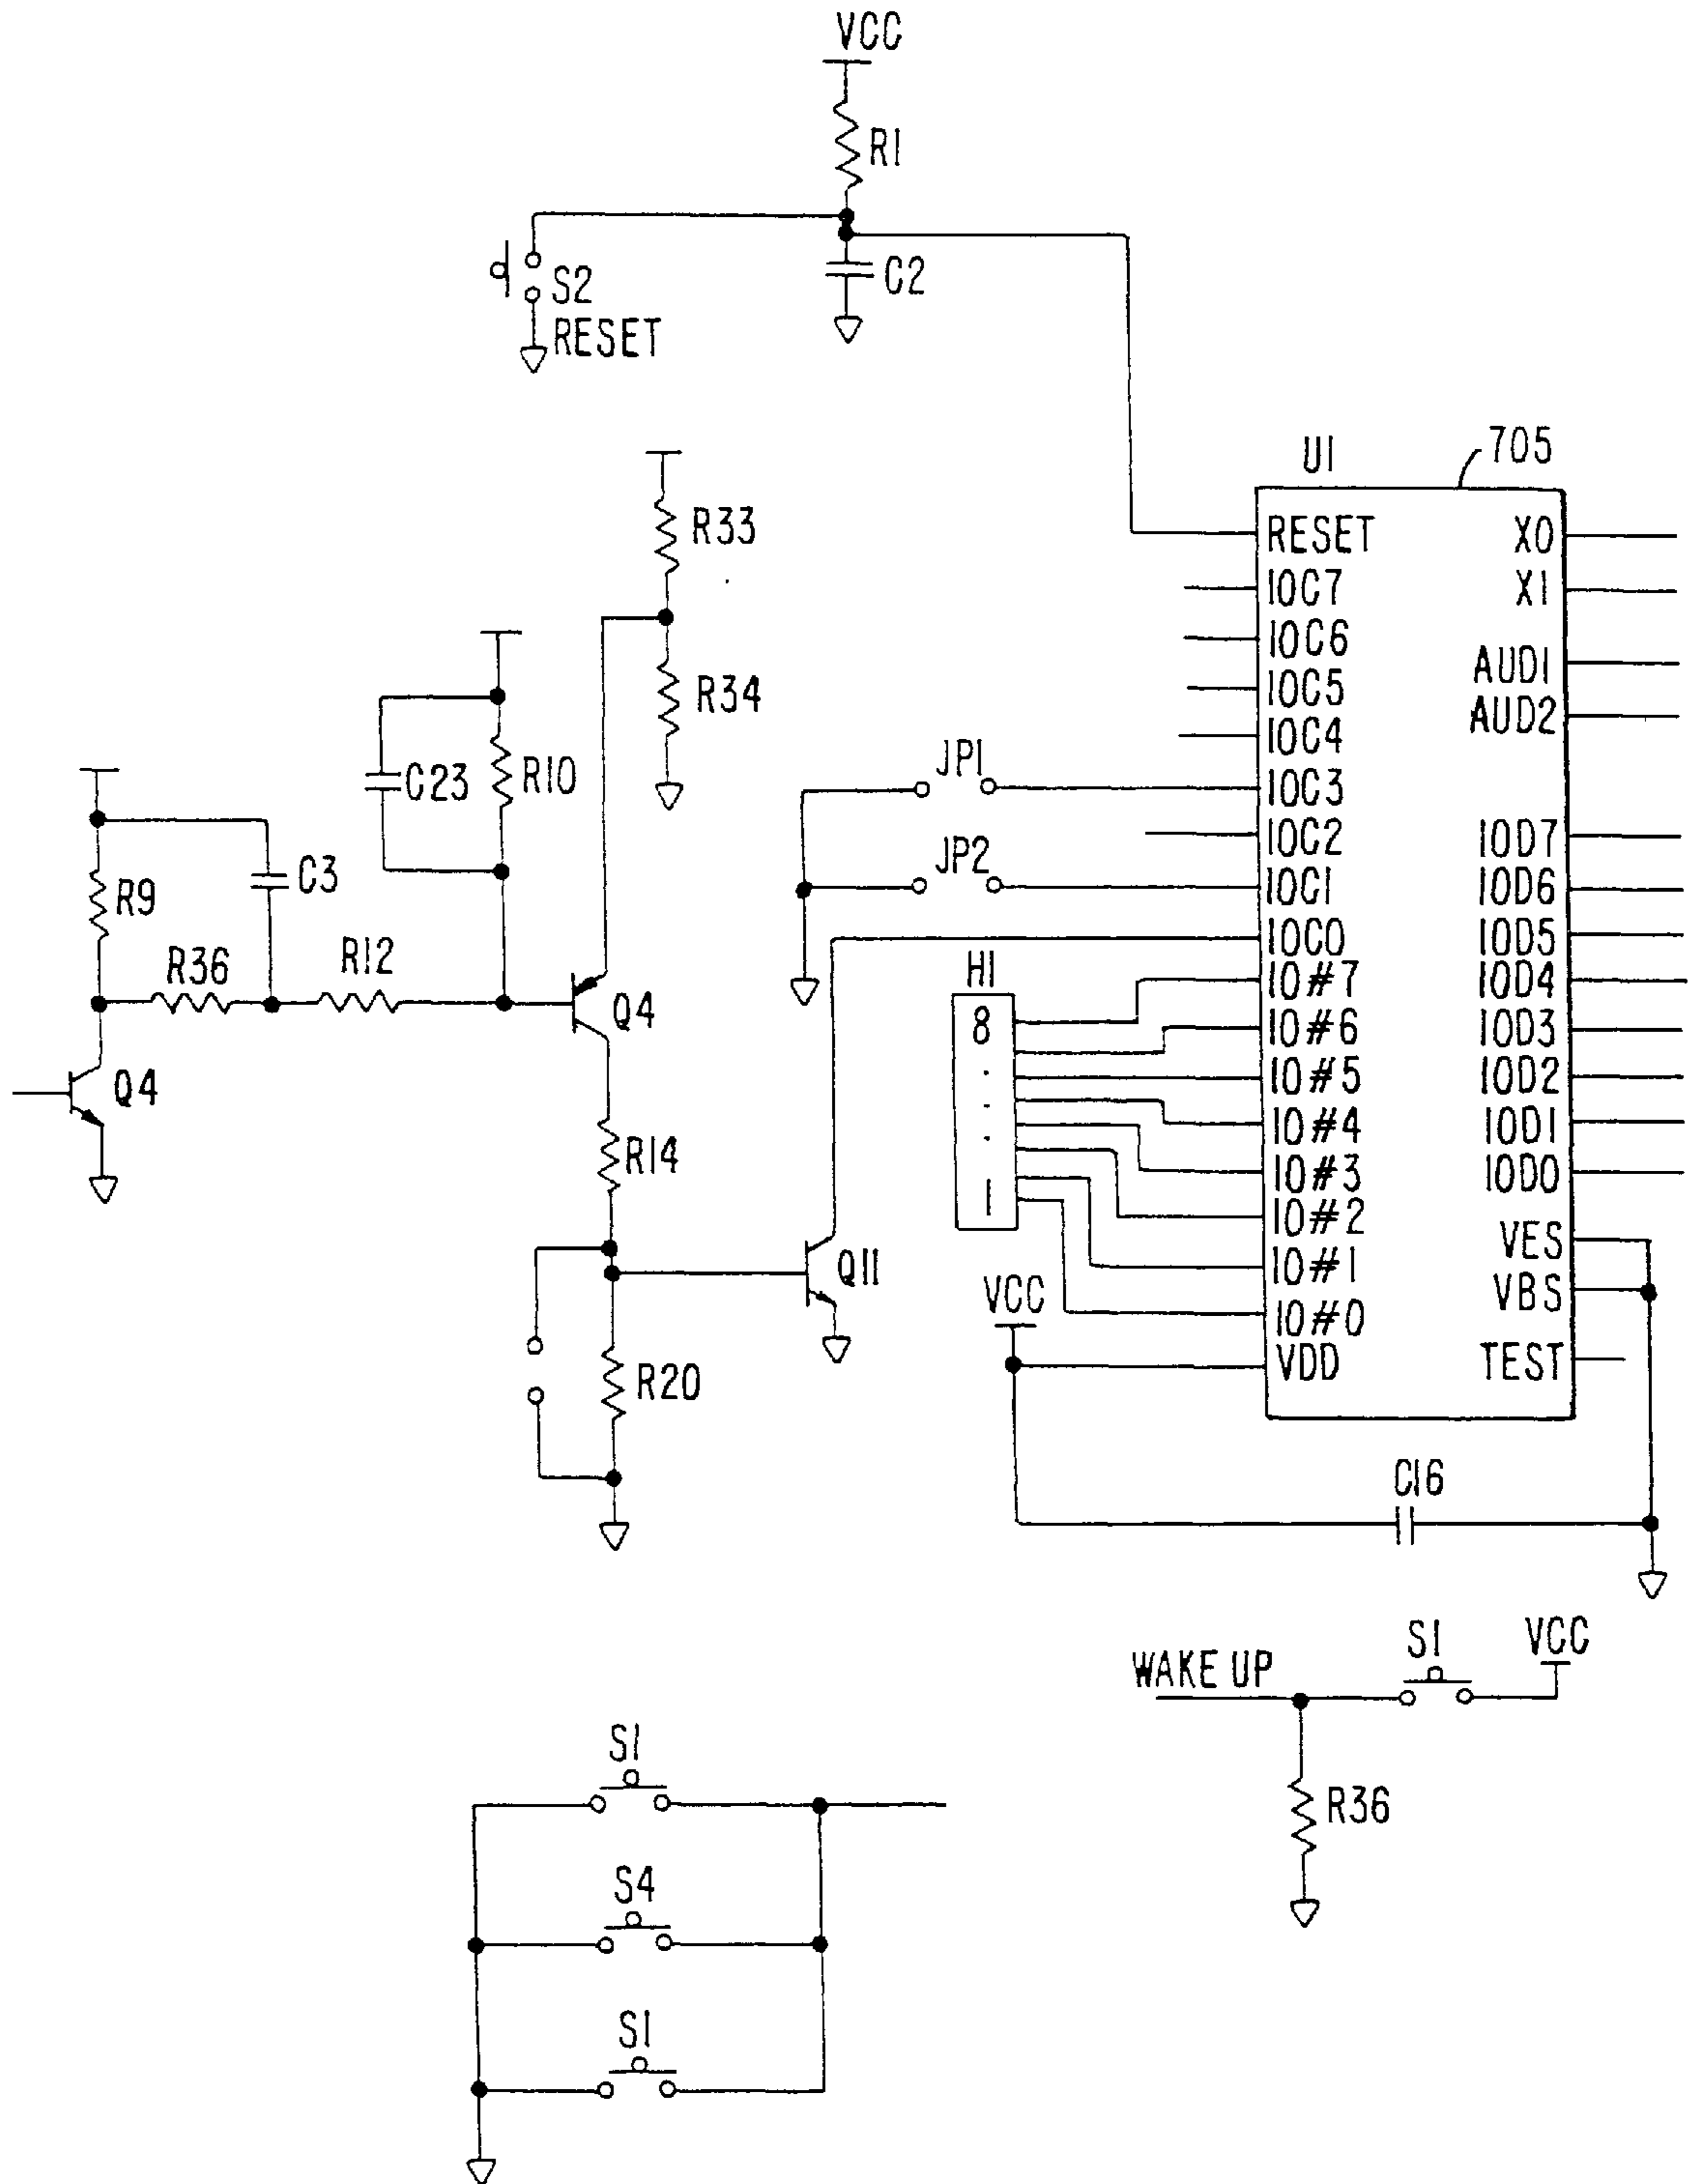 VCC
R1
C2
S2
RESET
U1
705
R33
R34
C23
R10
R9
C3
R36
R12
Q4
Q4
R14
R20
Q11
JP1
JP2
H1
8
1
RESET
IOC7
IOC6
IOC5
IOC4
IOC3
IOC2
IOC1
IOC0
IO#7
IO#6
IO#5
IO#4
IO#3
IO#2
IO#1
IO#0
VDD
X0
X1
AUD1
AUD2
IOD7
IOD6
IOD5
IOD4
IOD3
IOD2
IOD1
IOD0
VES
VBS
TEST
VCC
C16
WAKE UP
S1
VCC
R36
S1
S4
S1